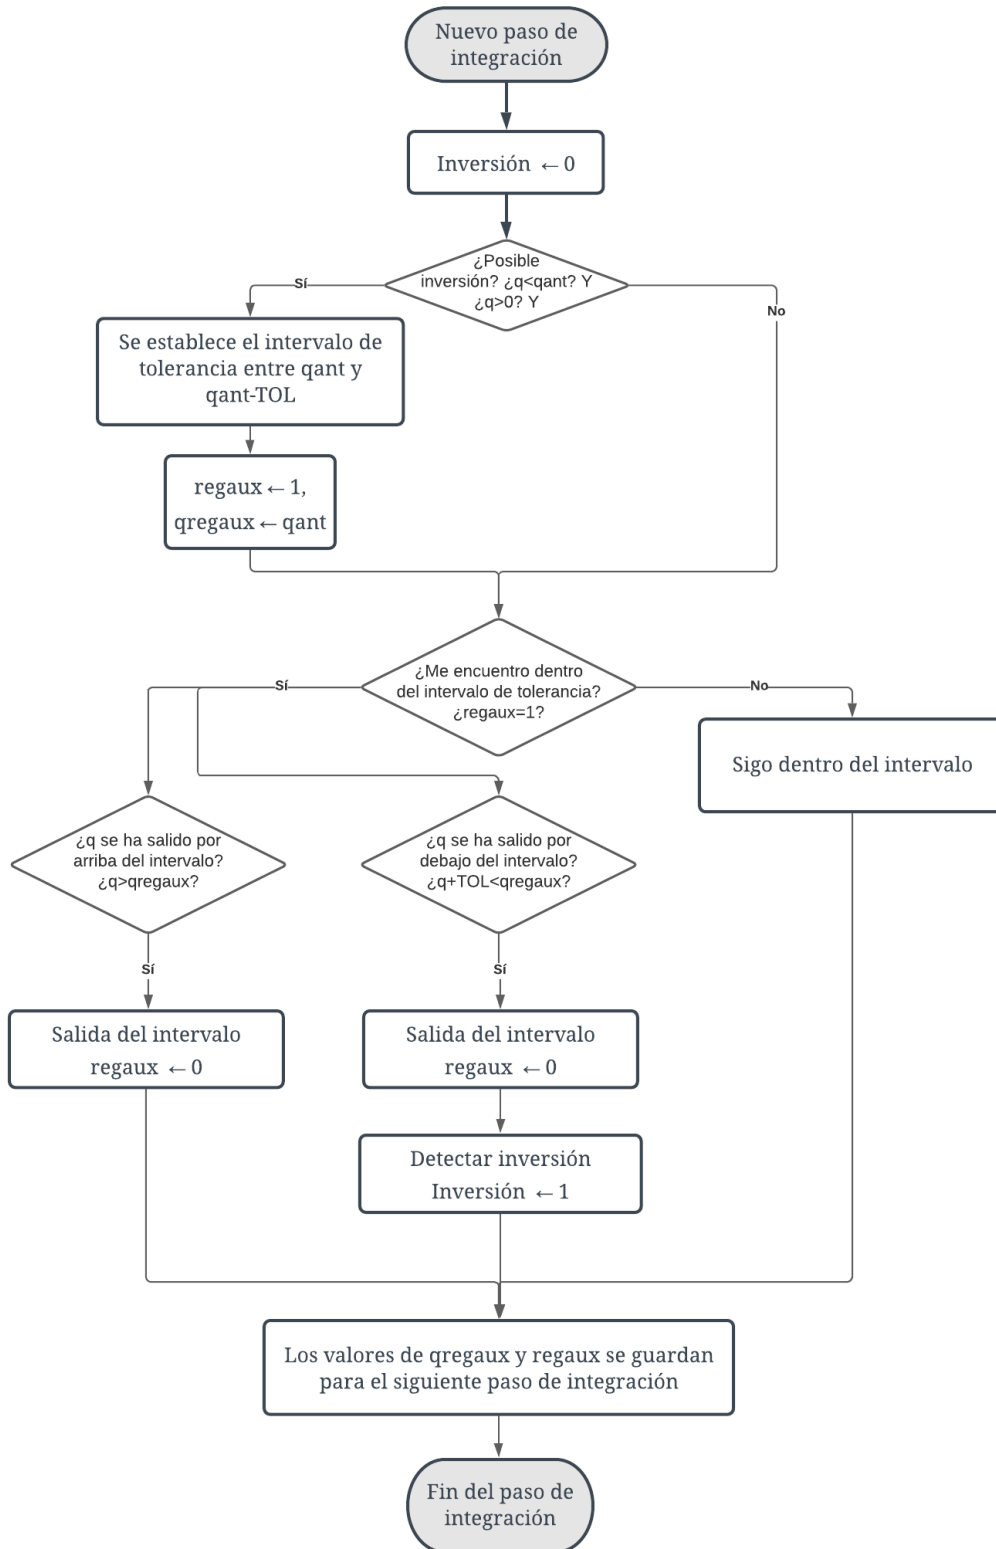 Nuevo paso de
integración
Inversión ←0
¿Posible
inversión? ¿q<qant? Y
¿q>0? Y
Sí
No
Se establece el intervalo de
tolerancia entre qant y
qant-TOL
regaux←1,
qregaux←qant
¿Me encuentro dentro
del intervalo de tolerancia?
¿regaux=1?
Sí
No
Sigo dentro del intervalo
¿q se ha salido por
arriba del intervalo?
¿q>qregaux?
¿q se ha salido por
debajo del intervalo?
¿q+TOL<qregaux?
Sí
Sí
Salida del intervalo
regaux ←0
Salida del intervalo
regaux ←0
Detectar inversión
Inversión ←1
Los valores de qregaux y regaux se guardan
para el siguiente paso de integración
Fin del paso de
integración